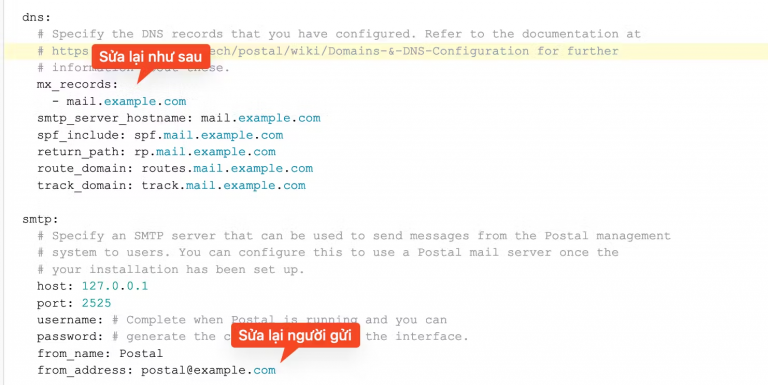 dns:
# Specify the DNS records that you have configured. Refer to the documentation at
# https ech/postal/wiki/Domains-&-DNS-Configuration for further
Sửa lại như sau
# information these.
mx_records:
- mail.example.com
smtp_server_hostname: mail.example.com
spf_include: spf.mail.example.com
return_path: rp.mail.example.com
route_domain: routes.mail.example.com
track_domain: track.mail.example.com
smtp:
# Specify an SMTP server that can be used to send messages from the Postal management
# system to users. You can configure this to use a Postal mail server once the
# your installation has been set up.
host: 127.0.0.1
port: 2525
username: # Complete when Postal is running and you can
Sửa lại người gửi
password: # generate the the interface.
from_name: Postal
from_address: postal@example.com